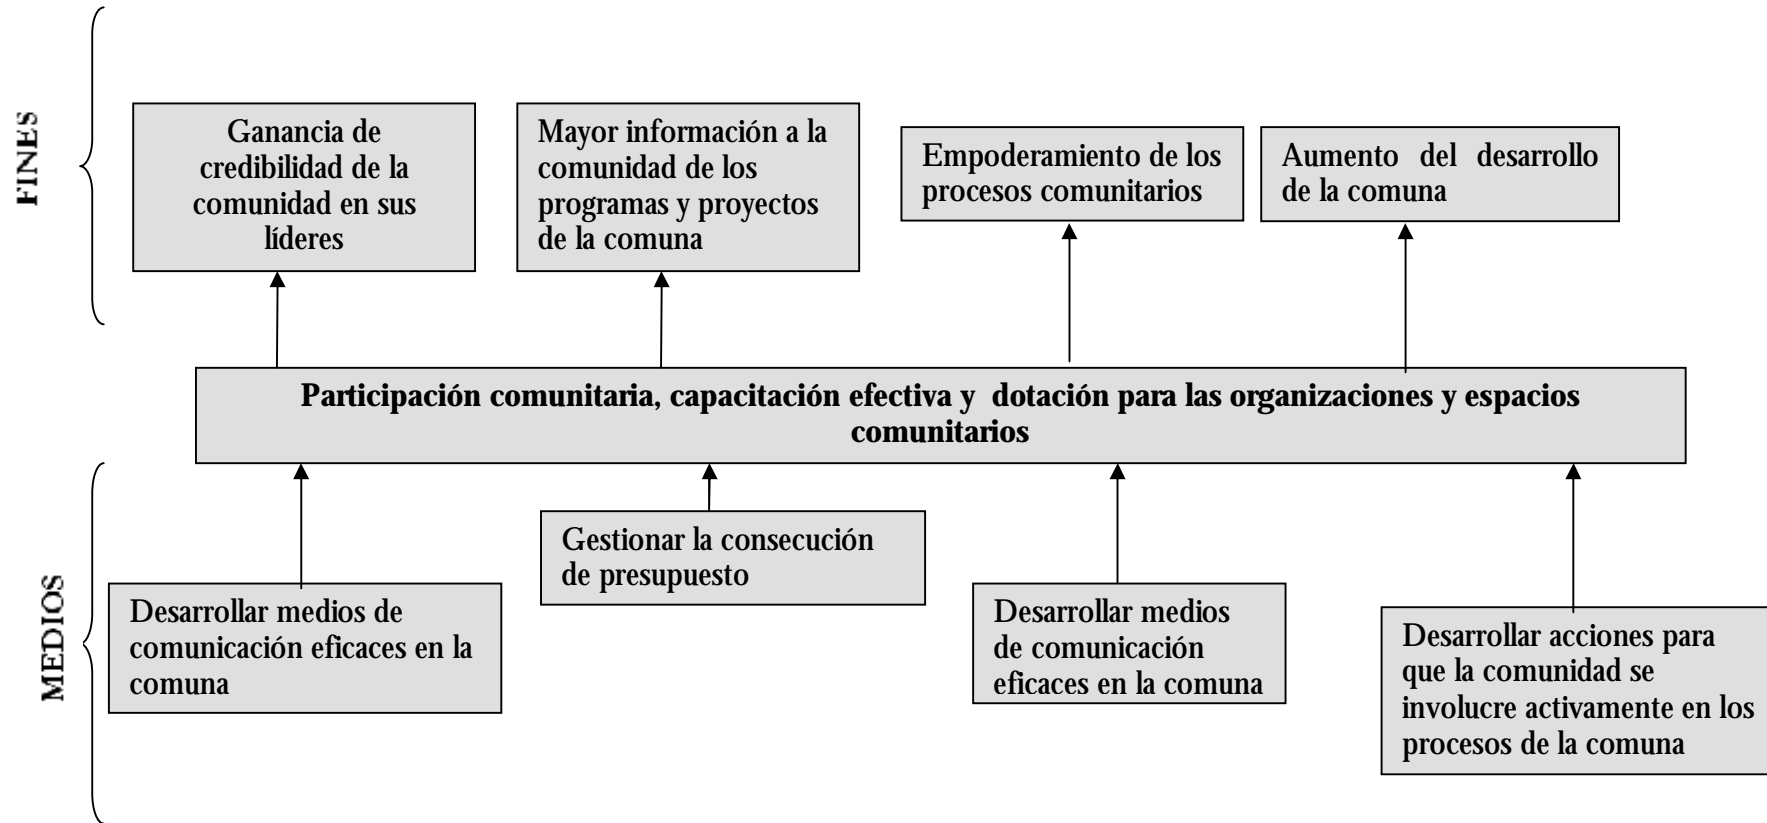 FINES
Ganancia de
credibilidad de la
comunidad en sus
líderes
Mayor información a la
comunidad de los
programas y proyectos
de la comuna
Empoderamiento de los
procesos comunitarios
Aumento del desarrollo
de la comuna
Participación comunitaria, capacitación efectiva y dotación para las organizaciones y espacios
comunitarios
MEDIOS
Desarrollar medios de
comunicación eficaces en la
comuna
Gestionar la consecución
de presupuesto
Desarrollar medios
de comunicación
eficaces en la comuna
Desarrollar acciones para
que la comunidad se
involucre activamente en los
procesos de la comuna